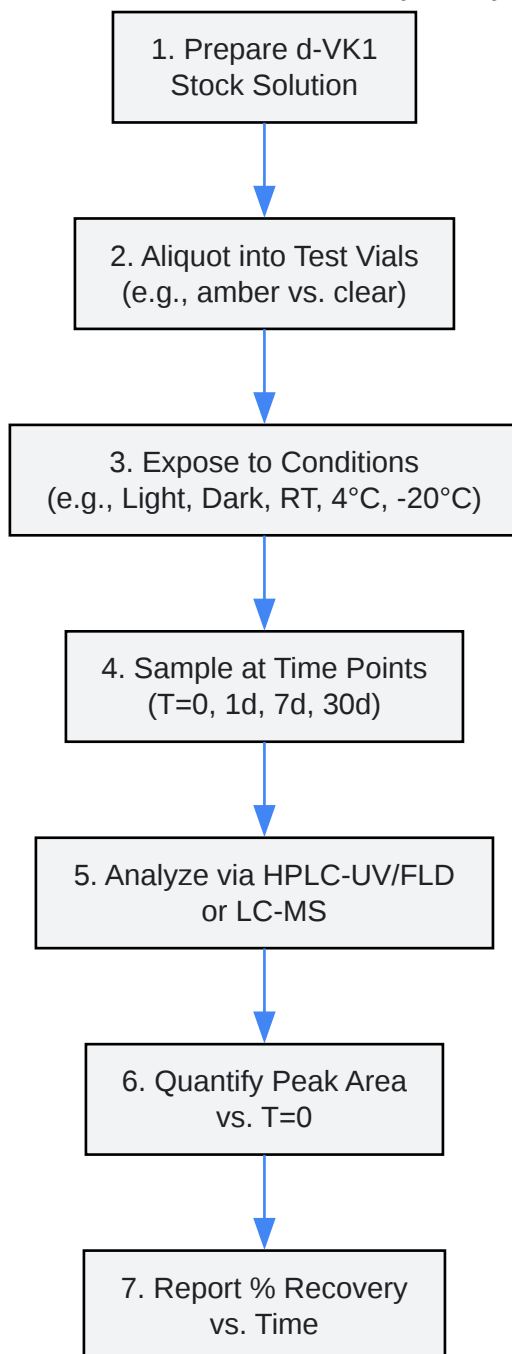 1. Prepare d-VK1
Stock Solution
2. Aliquot into Test Vials
(e.g., amber vs. clear)
3. Expose to Conditions
(e.g., Light, Dark, RT, 4°C, -20°C)
4. Sample at Time Points
(T=0, 1d, 7d, 30d)
5. Analyze via HPLC-UV/FLD
or LC-MS
6. Quantify Peak Area
vs. T=0
7. Report % Recovery
vs. Time